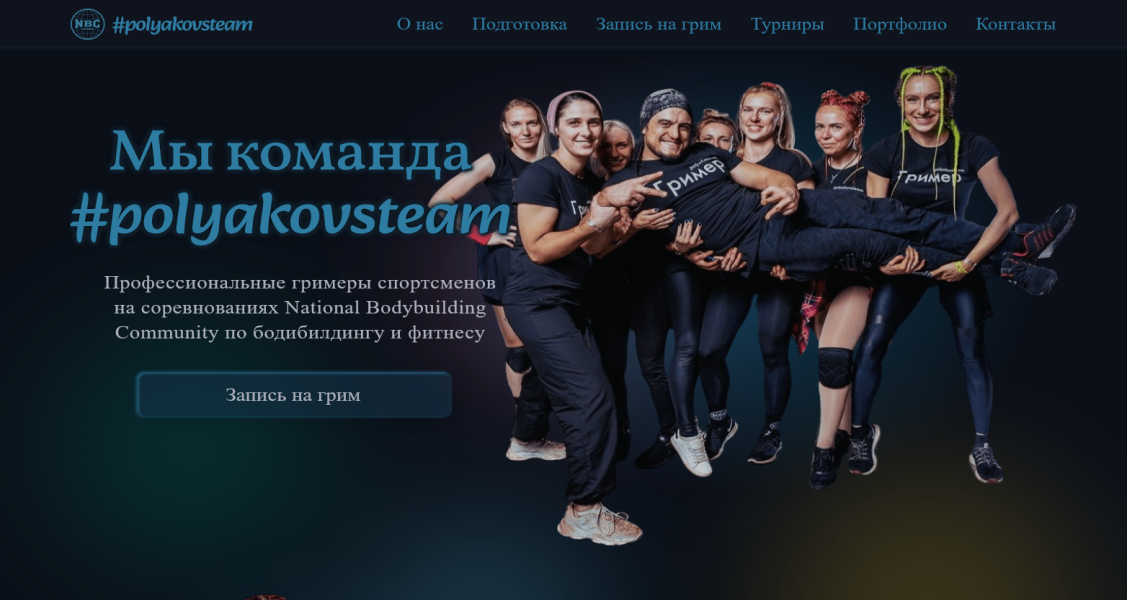 NBC #polyakovsteam
О нас Подготовка Запись на грим Турниры Портфолио Контакты
Мы команда
#polyakovsteam
Профессиональные гримеры спортсменов
на соревнованиях National Bodybuilding
Community по бодибилдингу и фитнесу
Запись на грим
Гример
Гример